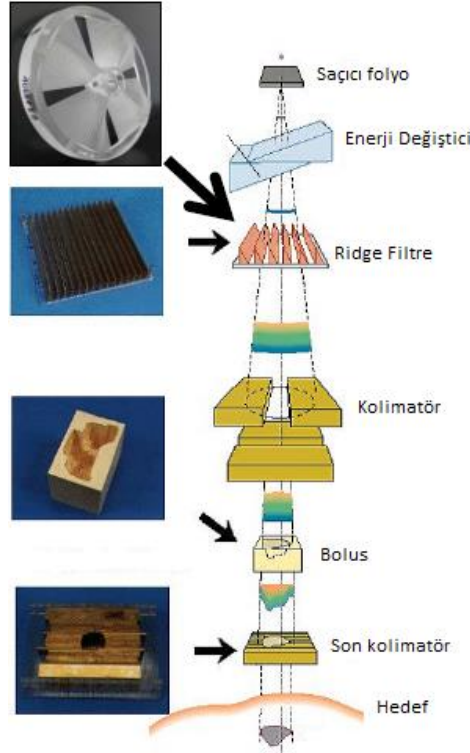 Saçıcı folyo
Enerji Değiştici
Ridge Filtre
Kolimatör
Bolus
Son kolimatör
Hedef